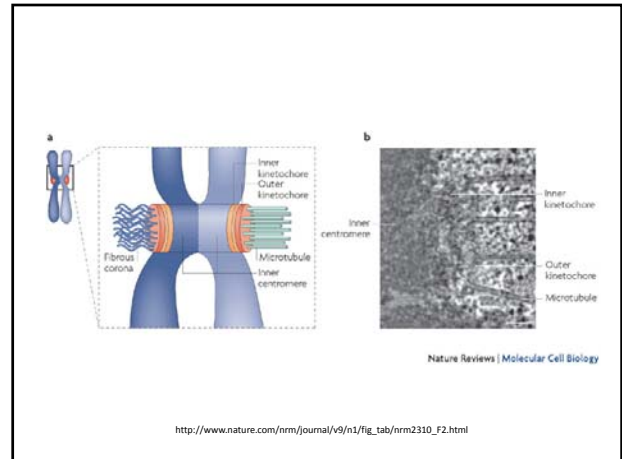 a
Inner
kinetochore
Outer
kinetochore
Fibrous
corona
Microtubule
Inner
centromere
b
Inner
centromere
Inner
kinetochore
Outer
kinetochore
Microtubule
Nature Reviews | Molecular Cell Biology
http://www.nature.com/nrm/journal/v9/n1/fig_tab/nrm2310_F2.html